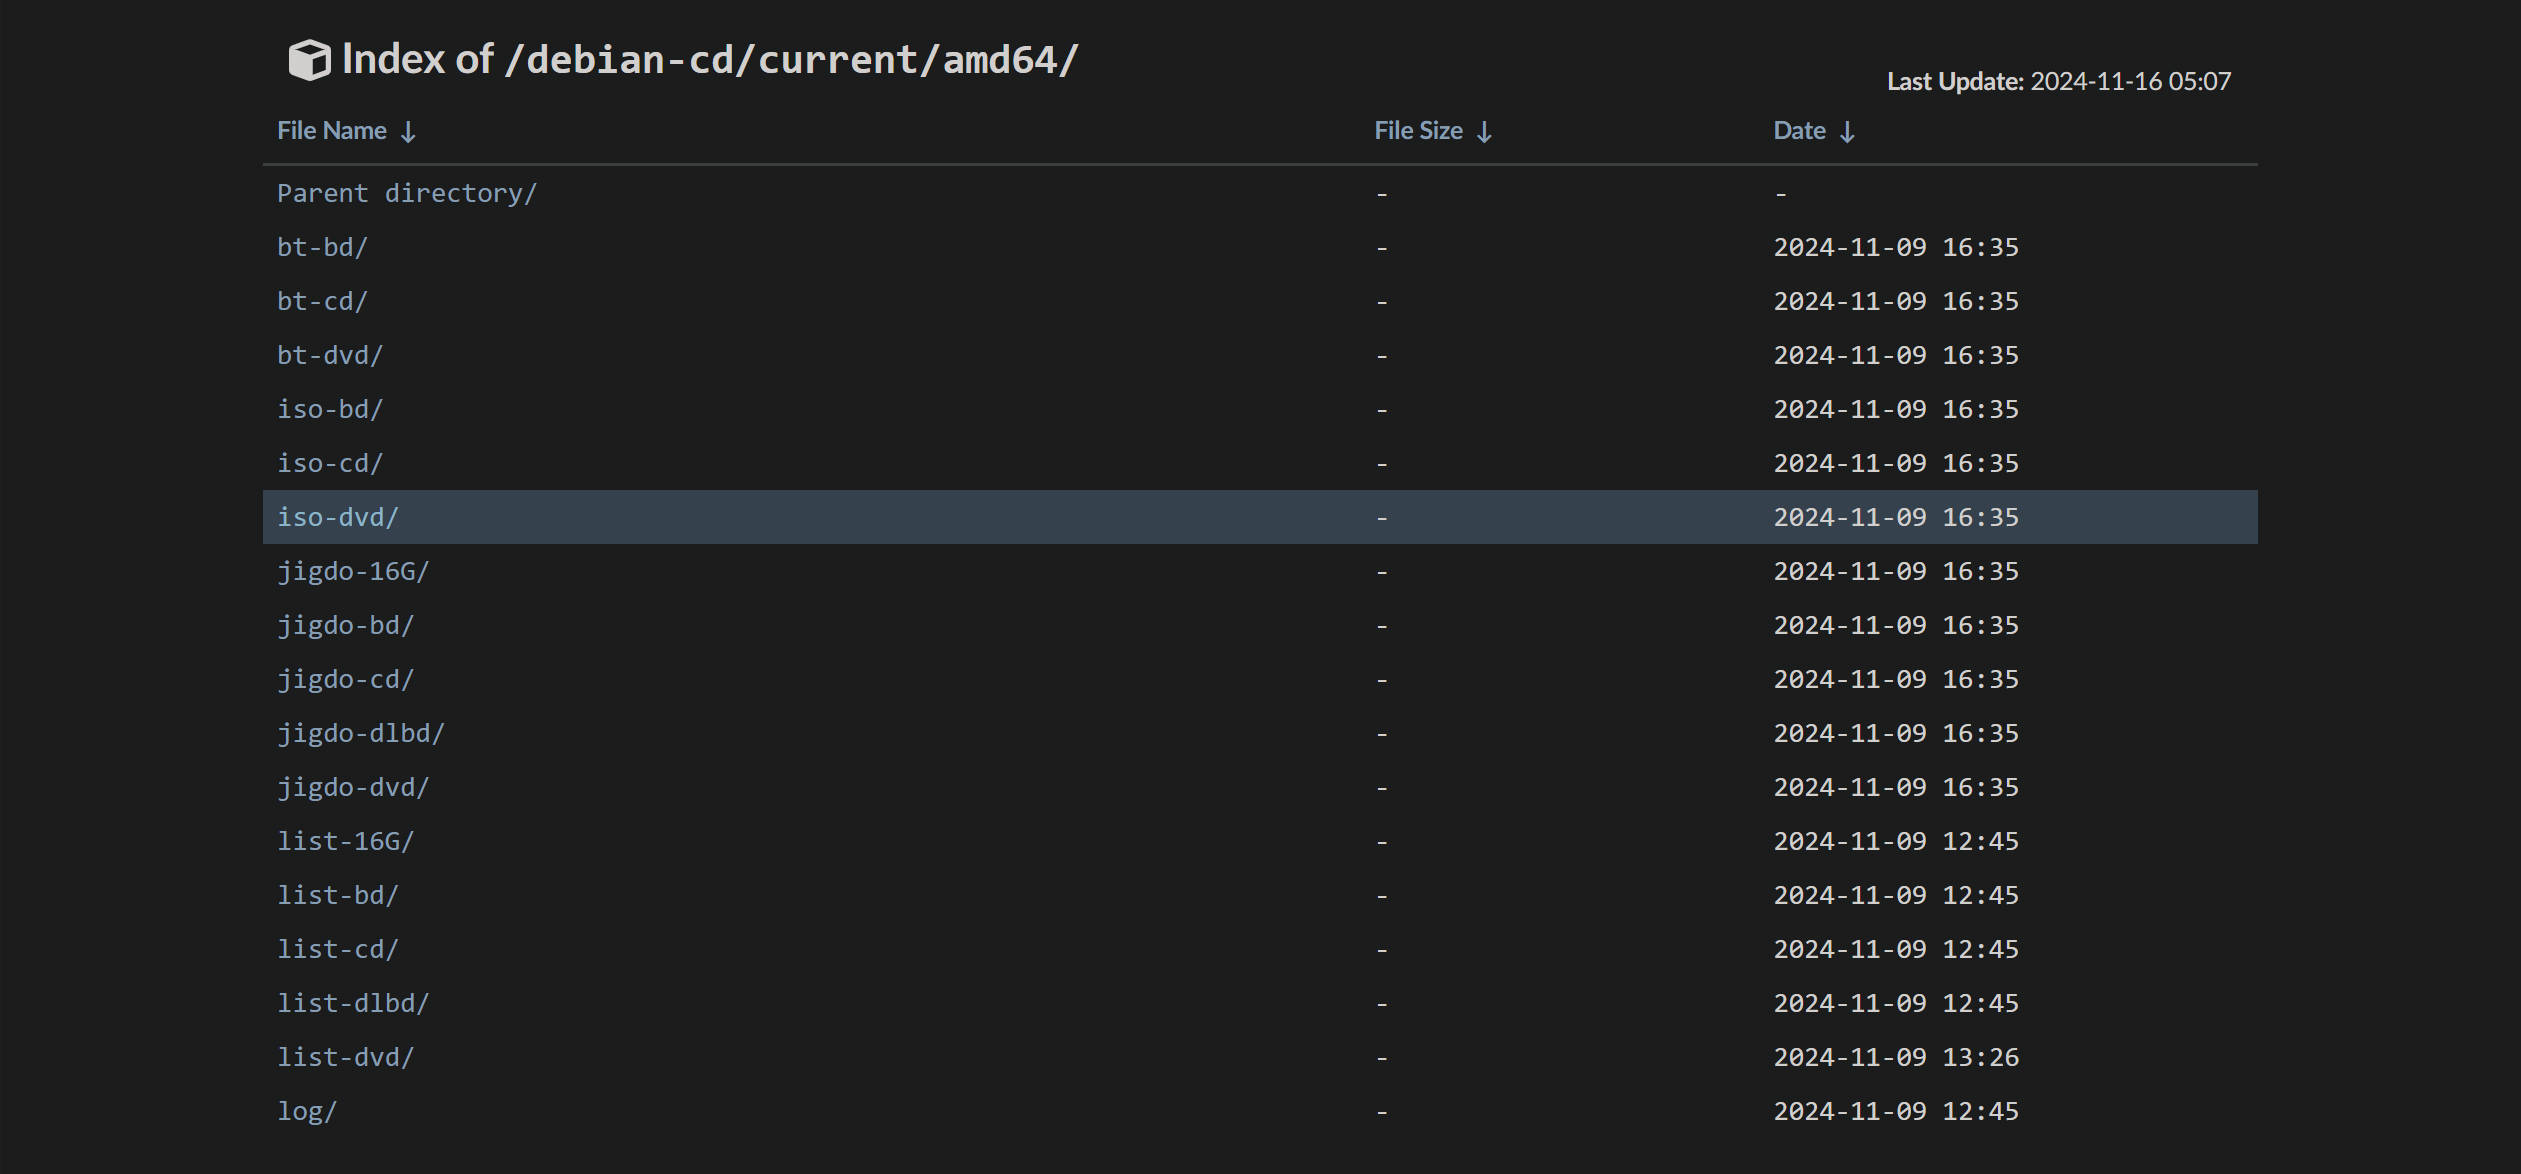 Index of /debian-cd/current/amd64/
Last Update: 2024-11-16 05:07
File Name ↓ File Size ↓ Date ↓
Parent directory/ - -
bt-bd/ - 2024-11-09 16:35
bt-cd/ - 2024-11-09 16:35
bt-dvd/ - 2024-11-09 16:35
iso-bd/ - 2024-11-09 16:35
iso-cd/ - 2024-11-09 16:35
iso-dvd/ - 2024-11-09 16:35
jigdo-16G/ - 2024-11-09 16:35
jigdo-bd/ - 2024-11-09 16:35
jigdo-cd/ - 2024-11-09 16:35
jigdo-dlbd/ - 2024-11-09 16:35
jigdo-dvd/ - 2024-11-09 16:35
list-16G/ - 2024-11-09 12:45
list-bd/ - 2024-11-09 12:45
list-cd/ - 2024-11-09 12:45
list-dlbd/ - 2024-11-09 12:45
list-dvd/ - 2024-11-09 13:26
log/ - 2024-11-09 12:45